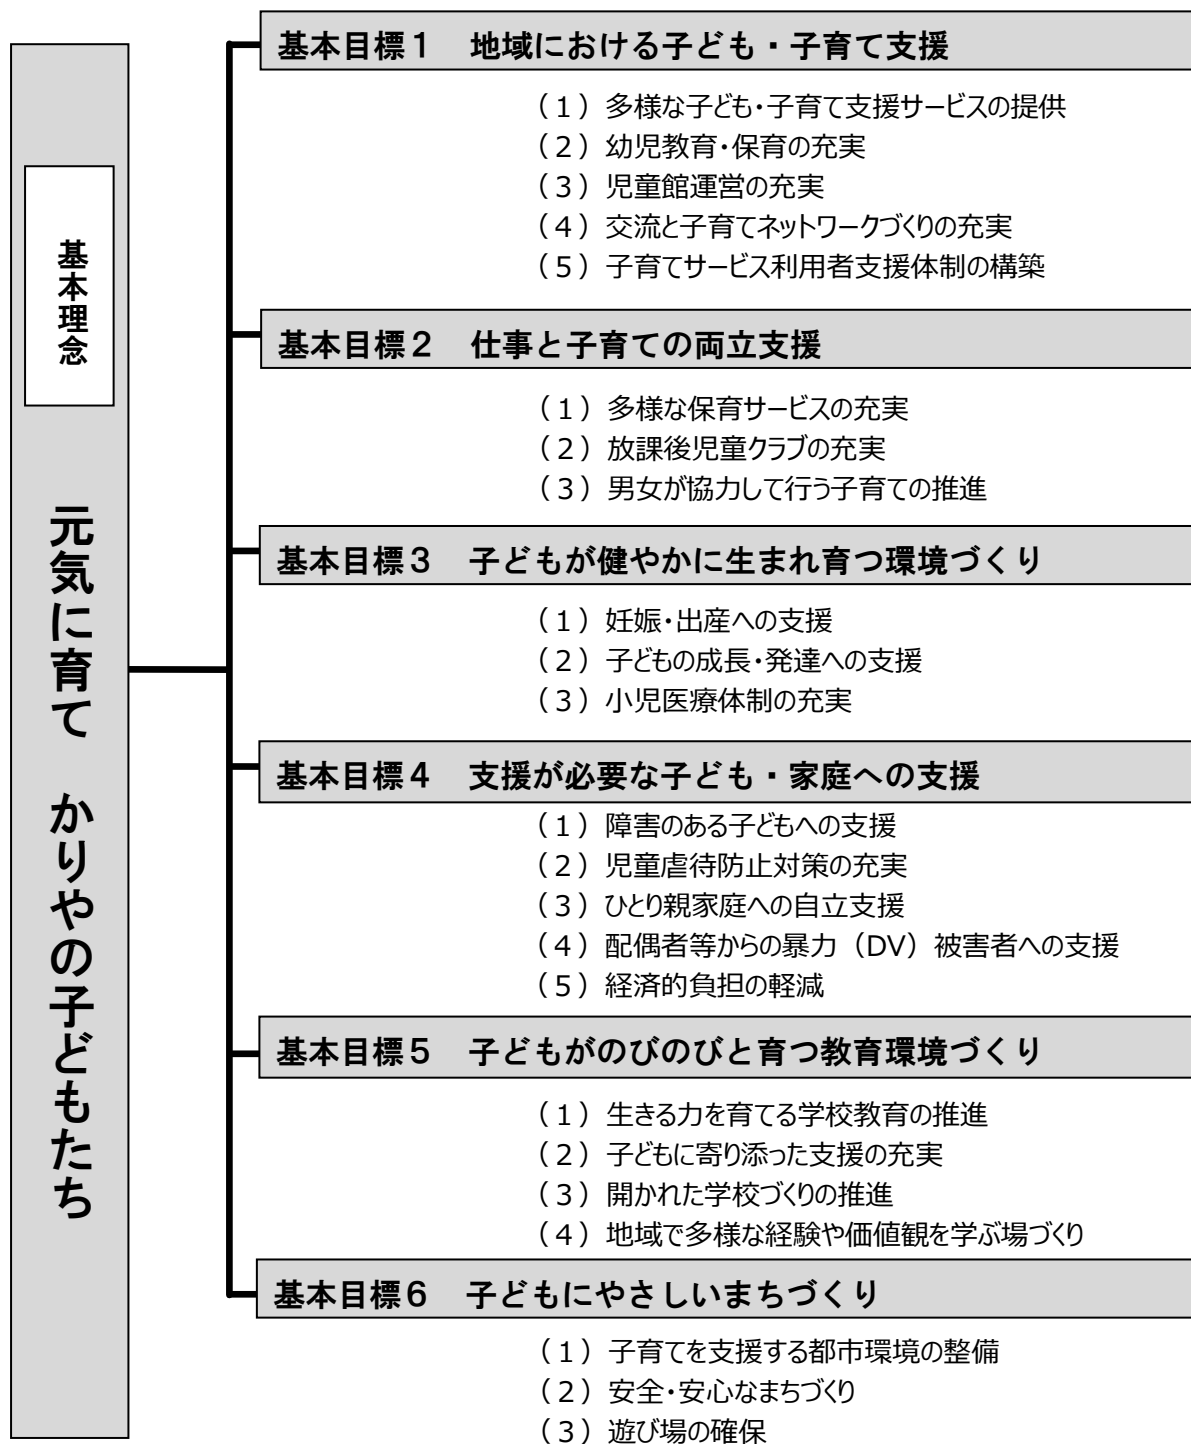 基本理念
元気に育て かりやの子どもたち
基本目標１ 地域における子ども・子育て支援
（１）多様な子ども・子育て支援サービスの提供
（２）幼児教育・保育の充実
（３）児童館運営の充実
（４）交流と子育てネットワークづくりの充実
（５）子育てサービス利用者支援体制の構築
基本目標２ 仕事と子育ての両立支援
（１）多様な保育サービスの充実
（２）放課後児童クラブの充実
（３）男女が協力して行う子育ての推進
基本目標３ 子どもが健やかに生まれ育つ環境づくり
（１）妊娠・出産への支援
（２）子どもの成長・発達への支援
（３）小児医療体制の充実
基本目標４ 支援が必要な子ども・家庭への支援
（１）障害のある子どもへの支援
（２）児童虐待防止対策の充実
（３）ひとり親家庭への自立支援
（４）配偶者等からの暴力（DV）被害者への支援
（５）経済的負担の軽減
基本目標５ 子どもがのびのびと育つ教育環境づくり
（１）生きる力を育てる学校教育の推進
（２）子どもに寄り添った支援の充実
（３）開かれた学校づくりの推進
（４）地域で多様な経験や価値観を学ぶ場づくり
基本目標６ 子どもにやさしいまちづくり
（１）子育てを支援する都市環境の整備
（２）安全・安心なまちづくり
（３）遊び場の確保